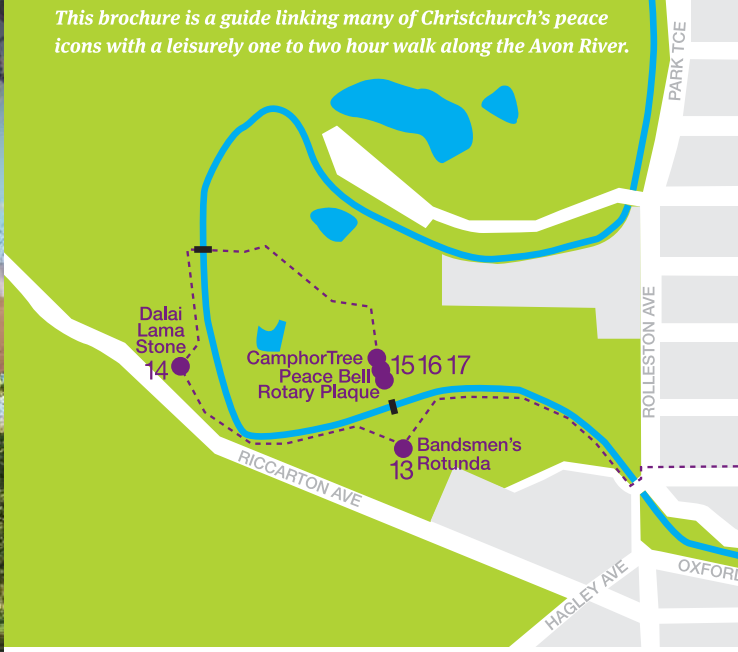 This brochure is a guide linking many of Christchurch's peace
icons with a leisurely one to two hour walk along the Avon River.
PARK TCE
ROLLESTON AVE
Dalai
Lama
Stone
14
CamphorTree
Peace Bell
Rotary Plaque
15 16 17
Bandsmen's
Rotunda
13
RICCARTON AVE
HAGLEY AVE
OXFORD